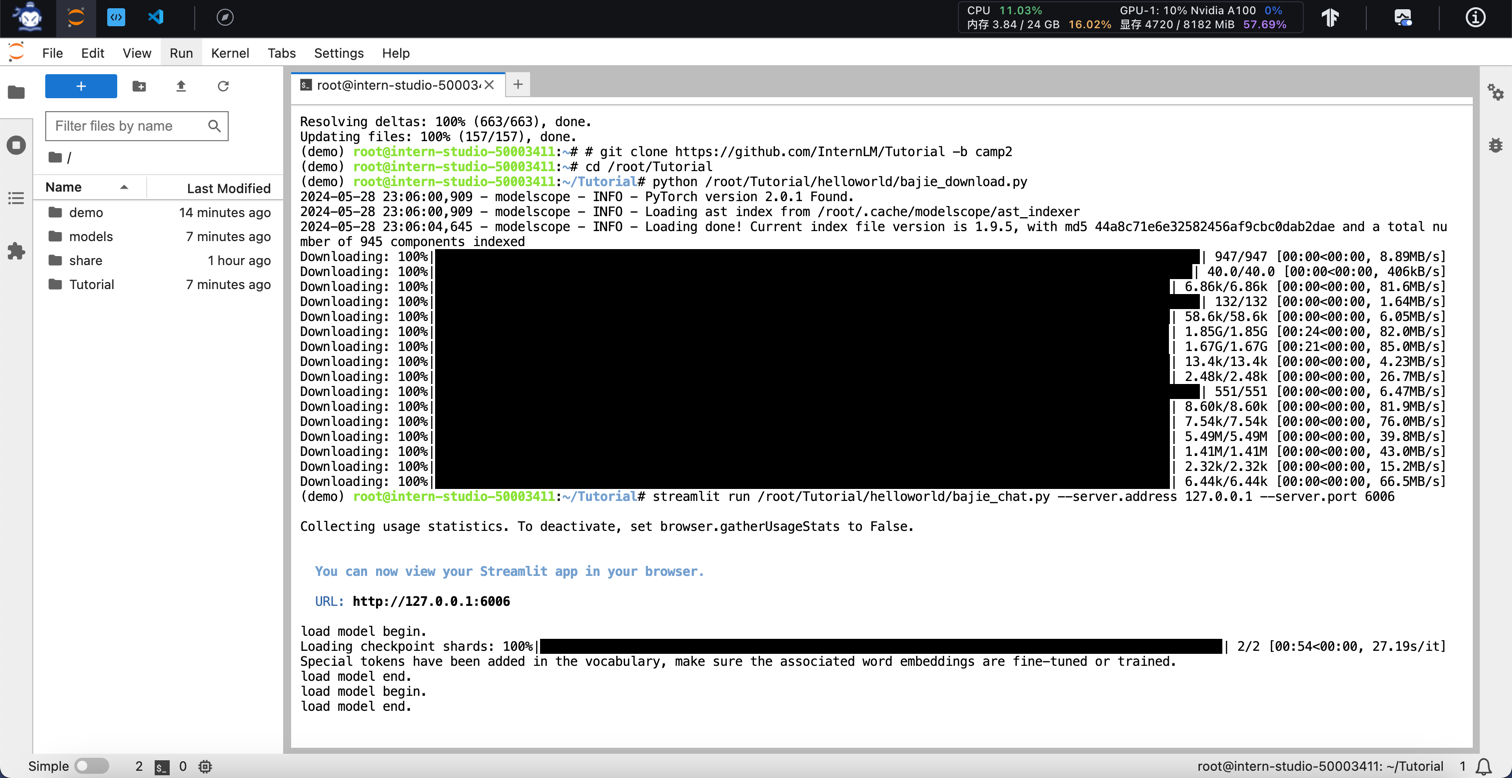 CPU 11.03% GPU-1: 10% Nvidia A100 0%
内存 3.84 / 24 GB 16.02% 显存 4720 / 8182 MiB 57.69%
File Edit View Run Kernel Tabs Settings Help
root@intern-studio-50003
Filter files by name
/
Name Last Modified
demo 14 minutes ago
models 7 minutes ago
share 1 hour ago
Tutorial 7 minutes ago
Resolving deltas: 100% (663/663), done.
Updating files: 100% (157/157), done.
(demo) root@intern-studio-50003411:~# # git clone https://github.com/InternLM/Tutorial -b camp2
(demo) root@intern-studio-50003411:~# cd /root/Tutorial
(demo) root@intern-studio-50003411:~/Tutorial# python /root/Tutorial/helloworld/bajie_download.py
2024-05-28 23:06:00,909 - modelscope - INFO - PyTorch version 2.0.1 Found.
2024-05-28 23:06:00,909 - modelscope - INFO - Loading ast index from /root/.cache/modelscope/ast_indexer
2024-05-28 23:06:04,645 - modelscope - INFO - Loading done! Current index file version is 1.9.5, with md5 44a8c71e6e32582456af9cbc0dab2dae and a total nu
mber of 945 components indexed
Downloading: 100%| | 947/947 [00:00<00:00, 8.89MB/s]
Downloading: 100%| | 40.0/40.0 [00:00<00:00, 406kB/s]
Downloading: 100%| | 6.86k/6.86k [00:00<00:00, 81.6MB/s]
Downloading: 100%| | 132/132 [00:00<00:00, 1.64MB/s]
Downloading: 100%| | 58.6k/58.6k [00:00<00:00, 6.05MB/s]
Downloading: 100%| | 1.85G/1.85G [00:24<00:00, 82.0MB/s]
Downloading: 100%| | 1.67G/1.67G [00:21<00:00, 85.0MB/s]
Downloading: 100%| | 13.4k/13.4k [00:00<00:00, 4.23MB/s]
Downloading: 100%| | 2.48k/2.48k [00:00<00:00, 26.7MB/s]
Downloading: 100%| | 551/551 [00:00<00:00, 6.47MB/s]
Downloading: 100%| | 8.60k/8.60k [00:00<00:00, 81.9MB/s]
Downloading: 100%| | 7.54k/7.54k [00:00<00:00, 76.0MB/s]
Downloading: 100%| | 5.49M/5.49M [00:00<00:00, 39.8MB/s]
Downloading: 100%| | 1.41M/1.41M [00:00<00:00, 43.0MB/s]
Downloading: 100%| | 2.32k/2.32k [00:00<00:00, 15.2MB/s]
Downloading: 100%| | 6.44k/6.44k [00:00<00:00, 66.5MB/s]
(demo) root@intern-studio-50003411:~/Tutorial# streamlit run /root/Tutorial/helloworld/bajie_chat.py --server.address 127.0.0.1 --server.port 6006
Collecting usage statistics. To deactivate, set browser.gatherUsageStats to False.
You can now view your Streamlit app in your browser.
URL: http://127.0.0.1:6006
load model begin.
Loading checkpoint shards: 100%| | 2/2 [00:54<00:00, 27.19s/it]
Special tokens have been added in the vocabulary, make sure the associated word embeddings are fine-tuned or trained.
load model end.
load model begin.
load model end.
Simple 2 0 root@intern-studio-50003411: ~/Tutorial 1